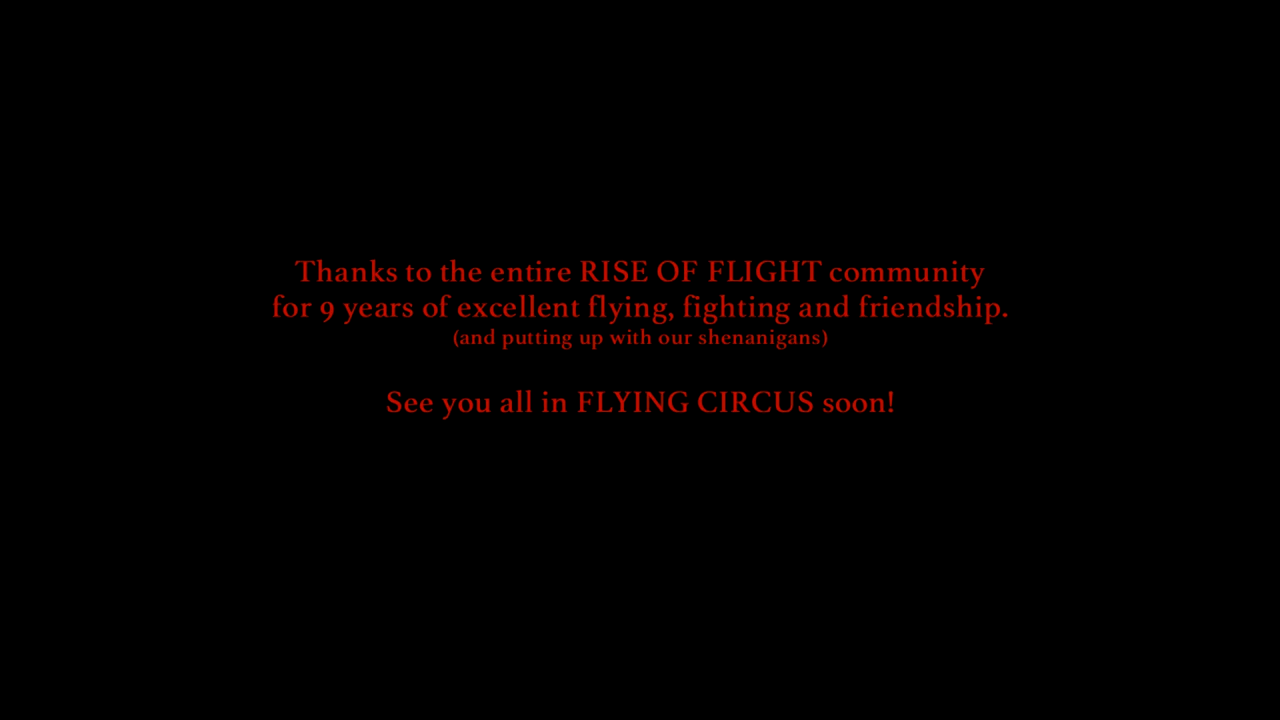 Thanks to the entire RISE OF FLIGHT community
for 9 years of excellent flying, fighting and friendship.
(and putting up with our shenanigans)
See you all in FLYING CIRCUS soon!